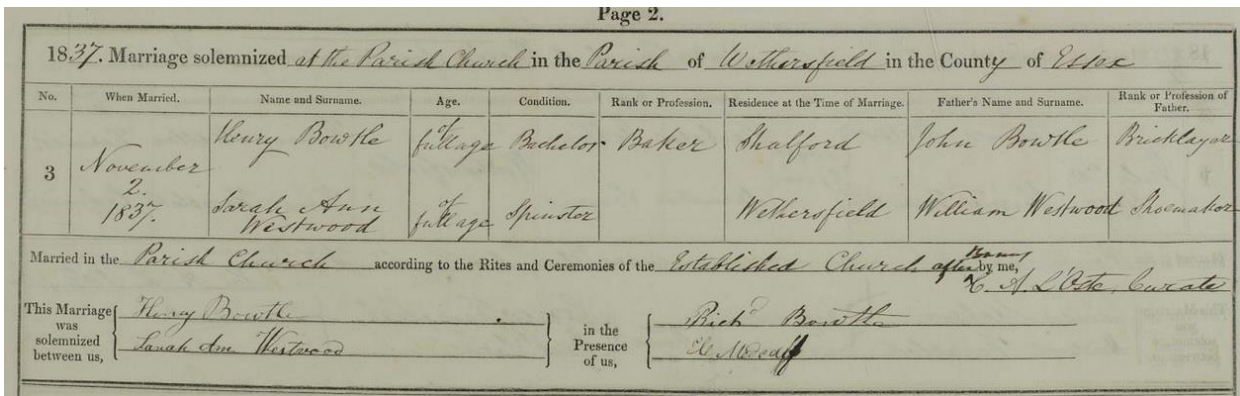 Page 2.
1837. Marriage solemnized at the Parish Church in the Parish of Wethersfield in the County of Essex
No. When Married. Name and Surname. Age. Condition. Rank or Profession. Residence at the Time of Marriage. Father's Name and Surname. Rank or Profession of Father.
3 November 2. 1837. Henry Bowtle of full age Bachelor Baker Shalford John Bowtle Bricklayer
Sarah Ann Westwood of full age Spinster Wethersfield William Westwood Shoemaker
Married in the Parish Church according to the Rites and Ceremonies of the Established Church after Banns by me,
C. A. L'Oste, Curate
This Marriage was solemnized between us, Henry Bowtle in the Presence of us, Richd Bowtle
Sarah Ann Westwood